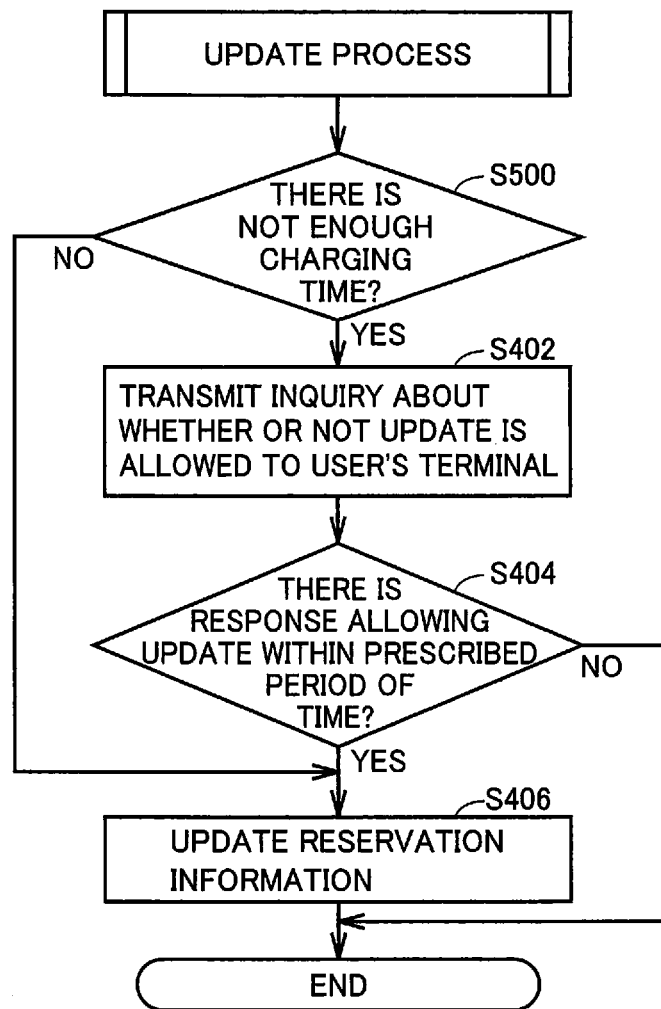 UPDATE PROCESS
S500
THERE IS
NOT ENOUGH
CHARGING
TIME?
NO
YES
S402
TRANSMIT INQUIRY ABOUT
WHETHER OR NOT UPDATE IS
ALLOWED TO USER'S TERMINAL
S404
THERE IS
RESPONSE ALLOWING
UPDATE WITHIN PRESCRIBED
PERIOD OF
TIME?
NO
YES
S406
UPDATE RESERVATION
INFORMATION
END